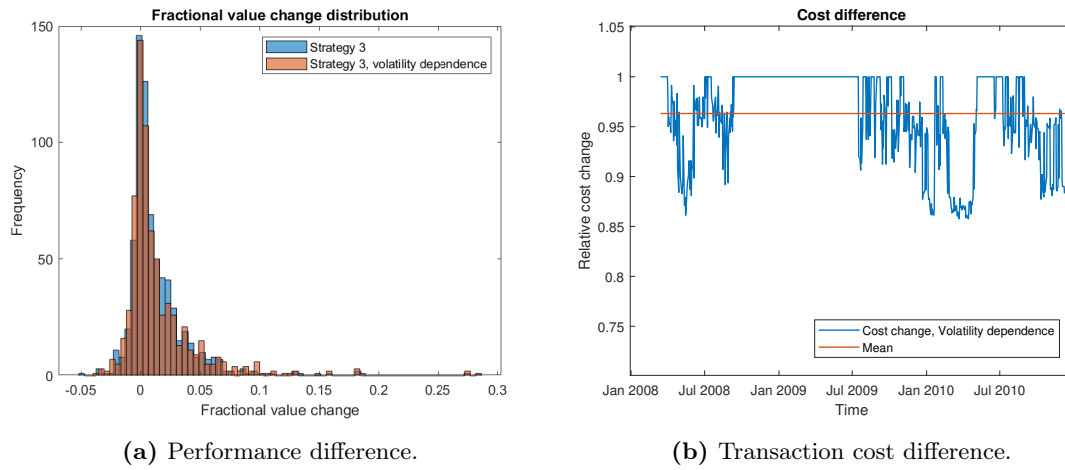 Fractional value change distribution
150
100
50
0
Frequency
Strategy 3
Strategy 3, volatility dependence
-0.05 0 0.05 0.1 0.15 0.2 0.25 0.3
Fractional value change
(a) Performance difference.
Cost difference
1
0.95
0.9
0.85
0.8
0.75
Relative cost change
Cost change, Volatility dependence
Mean
Jan 2008 Jul 2008 Jan 2009 Jul 2009 Jan 2010 Jul 2010
Time
(b) Transaction cost difference.